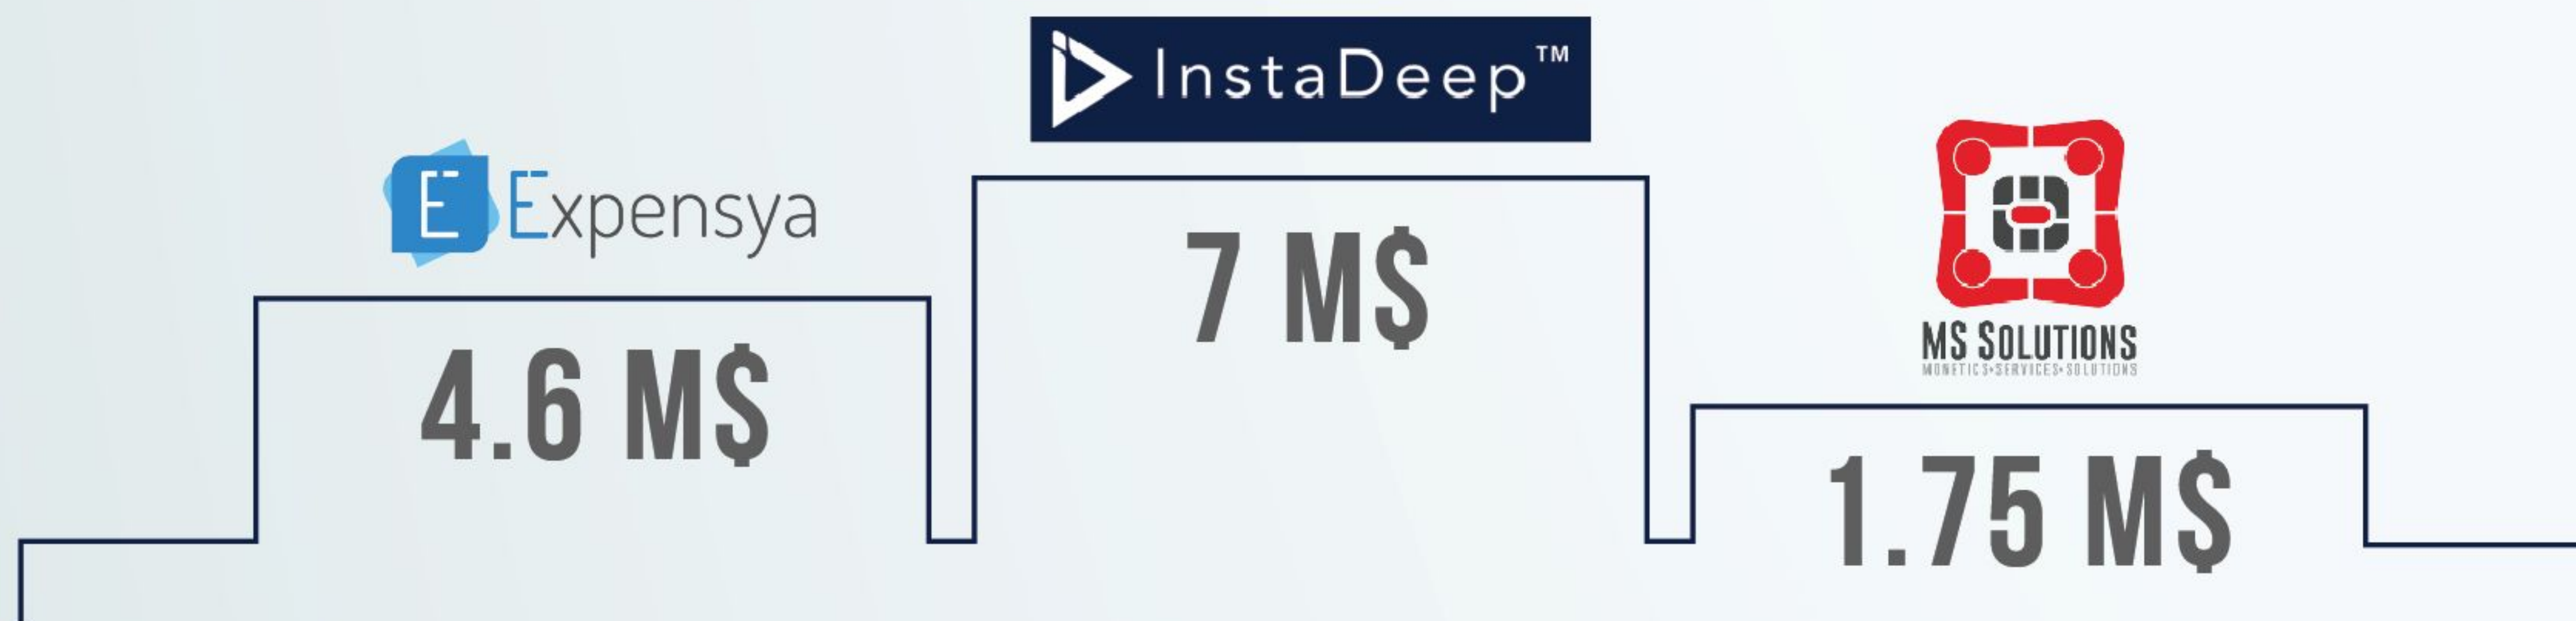 InstaDeep™
E Expensya
7 M$
MS SOLUTIONS
MONETICS•SERVICES•SOLUTIONS
4.6 M$
1.75 M$